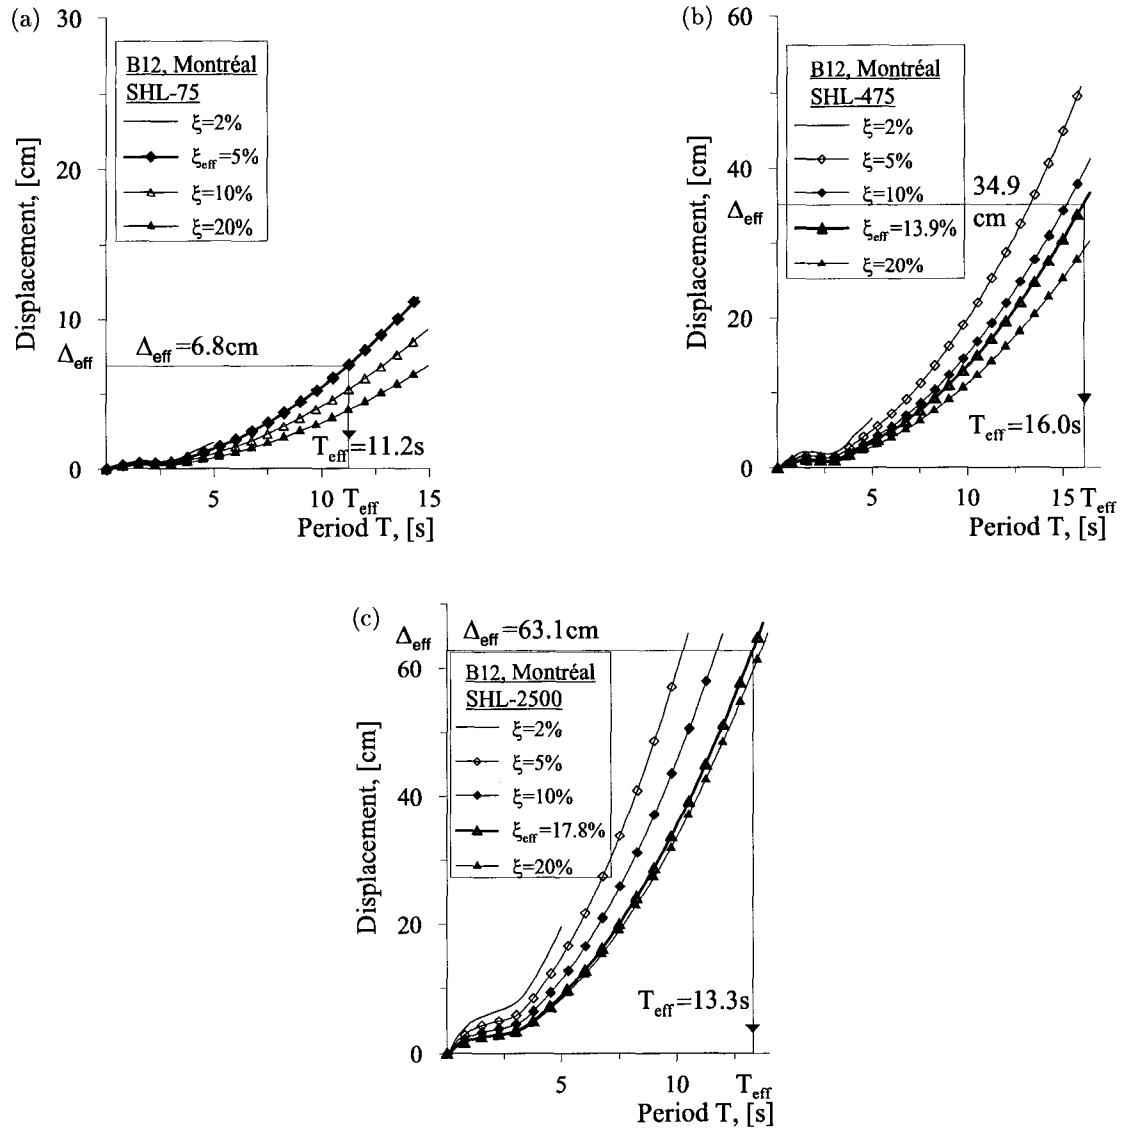 (a)
30
20
10
0
Displacement, [cm]
Δeff
B12, Montréal
SHL-75
ξ=2%
ξeff=5%
ξ=10%
ξ=20%
Δeff=6.8cm
Teff=11.2s
5
10
Teff
15
Period T, [s]
(b)
60
40
20
0
Displacement, [cm]
Δeff
B12, Montréal
SHL-475
ξ=2%
ξ=5%
ξ=10%
ξeff=13.9%
ξ=20%
34.9
cm
Teff=16.0s
5
10
15
Teff
Period T, [s]
(c)
Δeff
60
40
20
0
Displacement, [cm]
Δeff=63.1cm
B12, Montréal
SHL-2500
ξ=2%
ξ=5%
ξ=10%
ξeff=17.8%
ξ=20%
Teff=13.3s
5
10
Teff
Period T, [s]